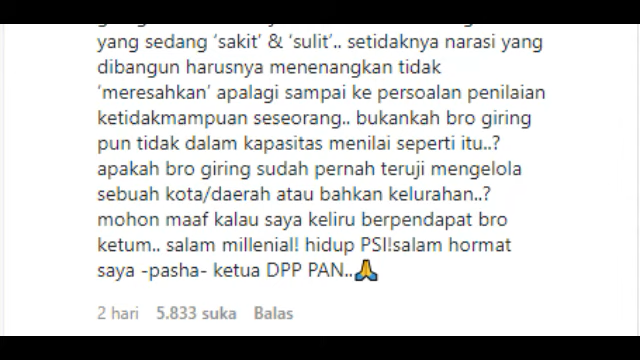 yang sedang 'sakit' & 'sulit'.. setidaknya narasi yang
dibangun harusnya menenangkan tidak
'meresahkan' apalagi sampai ke persoalan penilaian
ketidakmampuan seseorang.. bukankah bro giring
pun tidak dalam kapasitas menilai seperti itu..?
apakah bro giring sudah pernah teruji mengelola
sebuah kota/daerah atau bahkan kelurahan..?
mohon maaf kalau saya keliru berpendapat bro
ketum.. salam millenial! hidup PSI!salam hormat
saya -pasha- ketua DPP PAN..🙏
2 hari 5.833 suka Balas